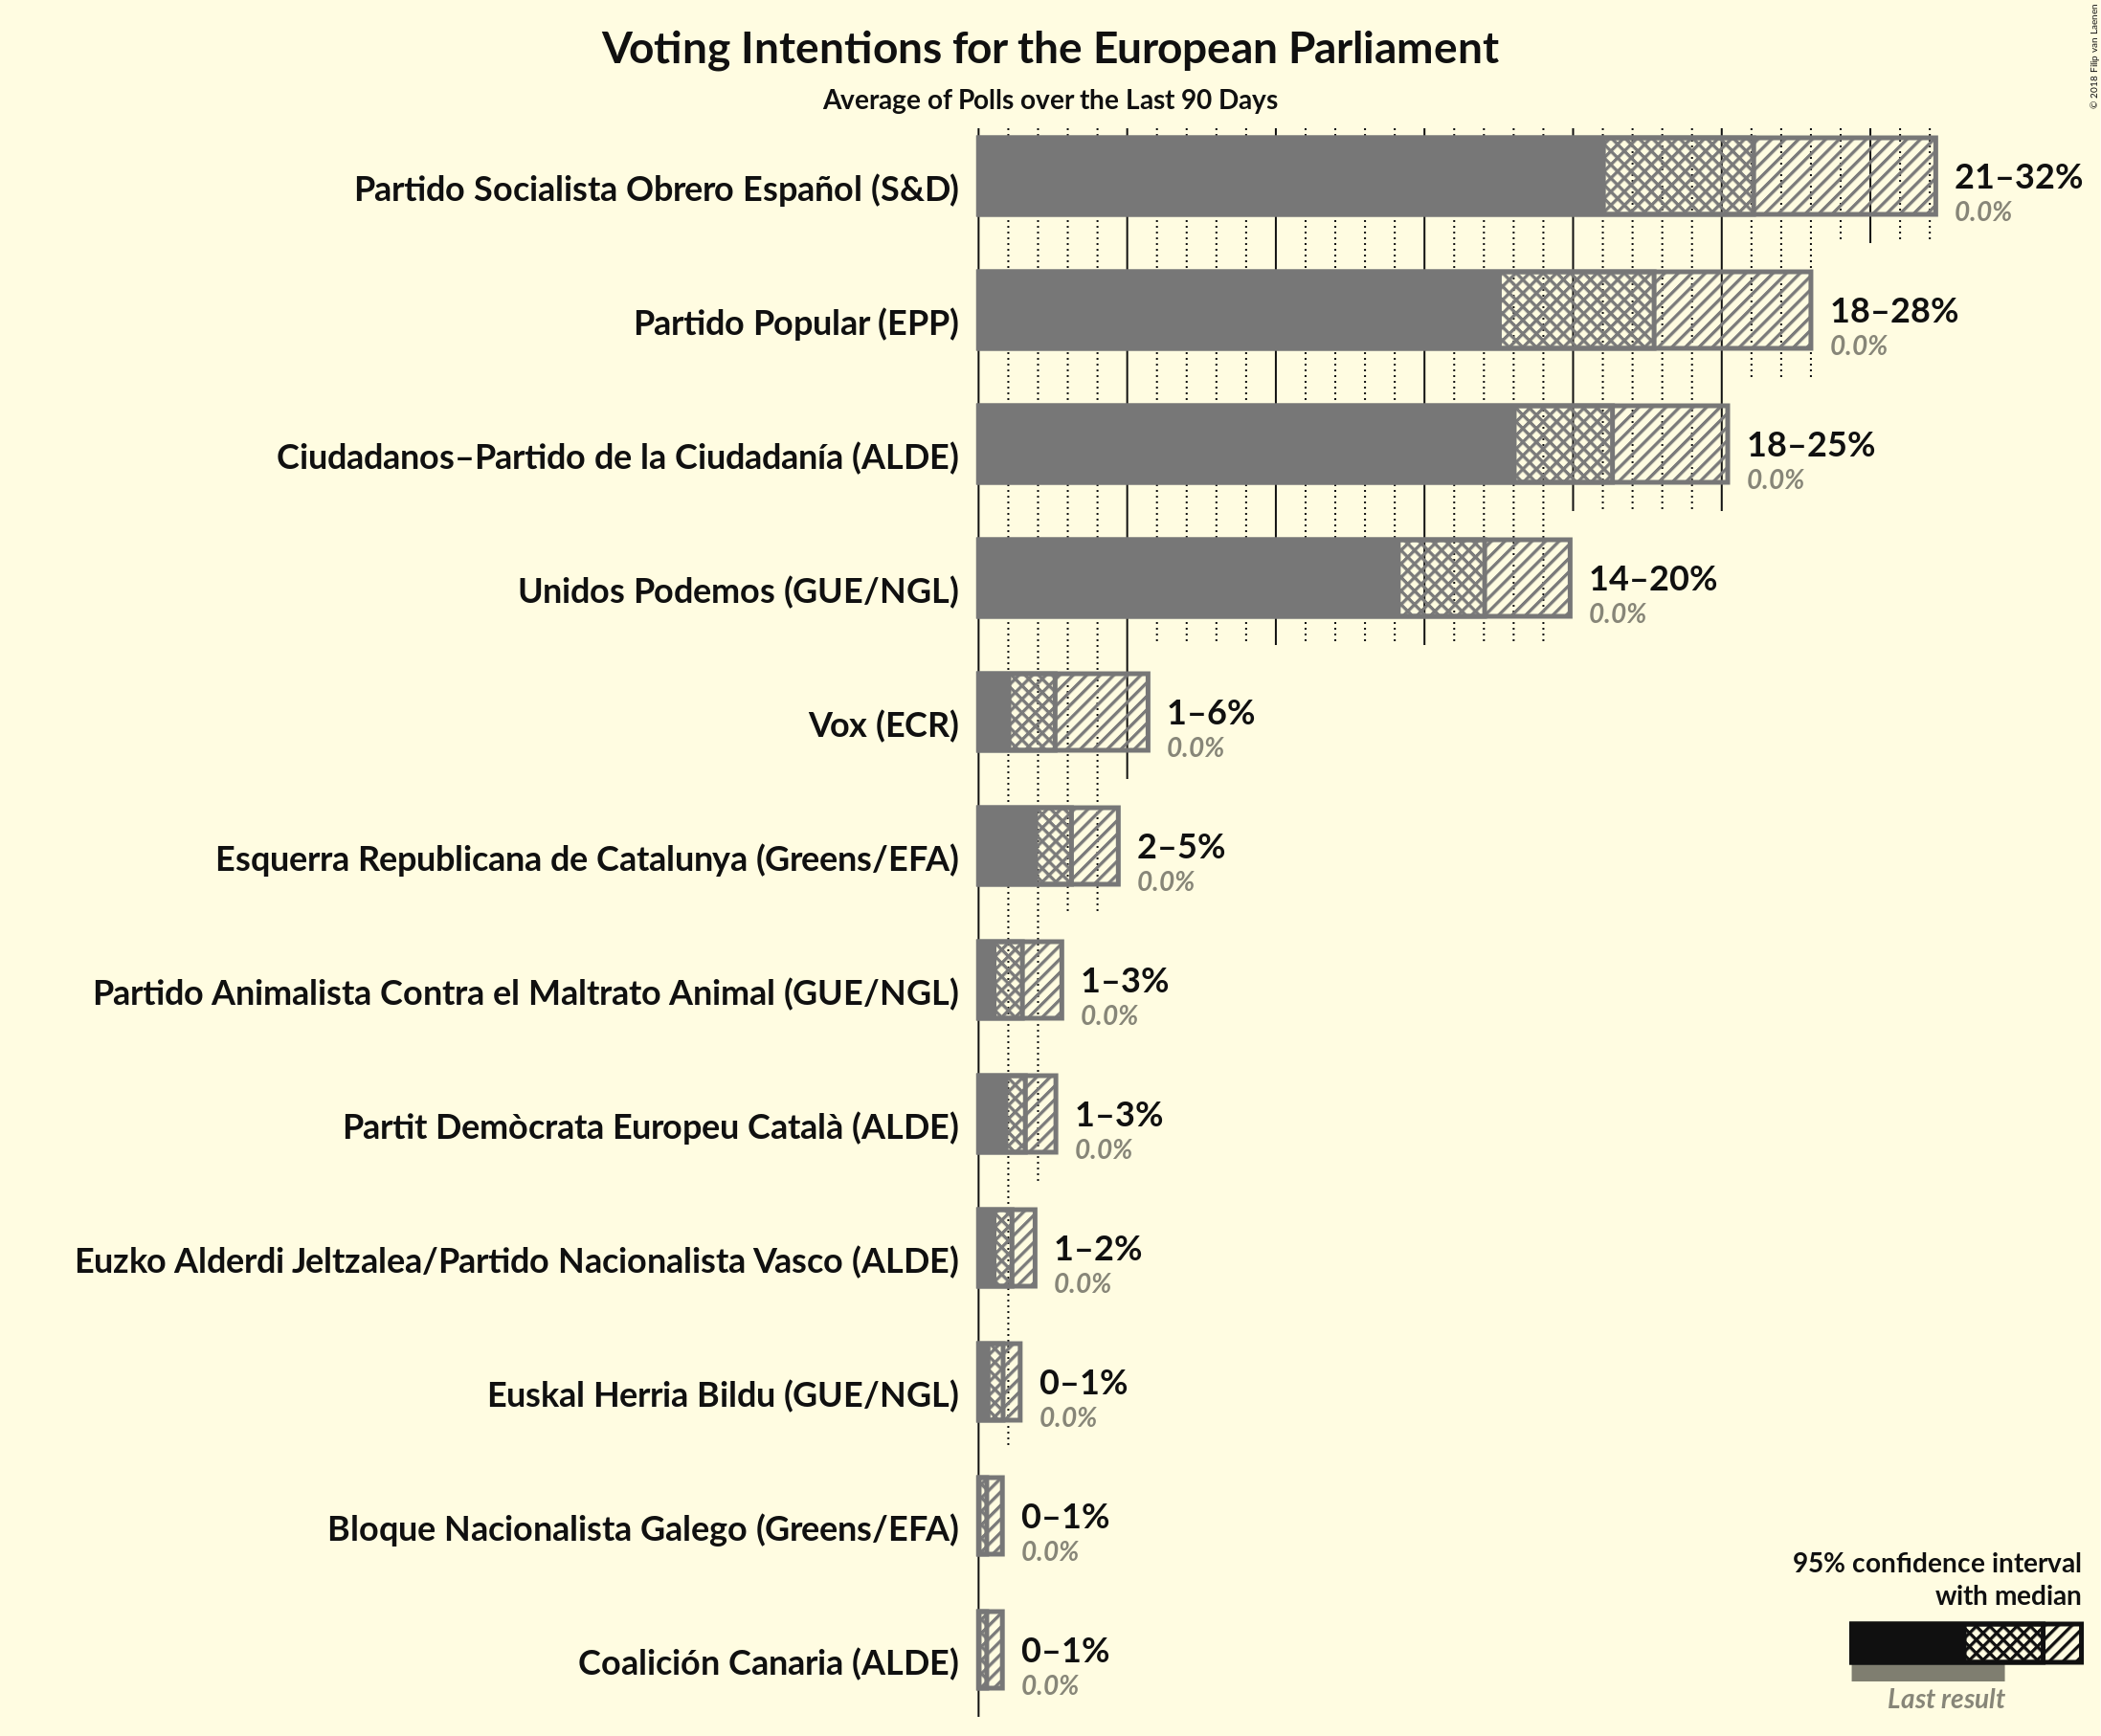 Voting Intentions for the European Parliament
Average of Polls over the Last 90 Days
© 2018 Filip van Laenen
Partido Socialista Obrero Español (S&D)
21–32%
0.0%
Partido Popular (EPP)
18–28%
0.0%
Ciudadanos–Partido de la Ciudadanía (ALDE)
18–25%
0.0%
Unidos Podemos (GUE/NGL)
14–20%
0.0%
Vox (ECR)
1–6%
0.0%
Esquerra Republicana de Catalunya (Greens/EFA)
2–5%
0.0%
Partido Animalista Contra el Maltrato Animal (GUE/NGL)
1–3%
0.0%
Partit Demòcrata Europeu Català (ALDE)
1–3%
0.0%
Euzko Alderdi Jeltzalea/Partido Nacionalista Vasco (ALDE)
1–2%
0.0%
Euskal Herria Bildu (GUE/NGL)
0–1%
0.0%
Bloque Nacionalista Galego (Greens/EFA)
0–1%
0.0%
Coalición Canaria (ALDE)
0–1%
0.0%
95% confidence interval
with median
Last result